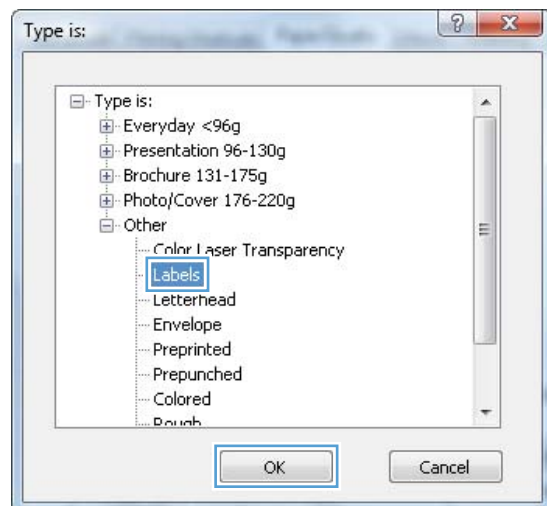 Type is:
Type is:
Everyday <96g
Presentation 96-130g
Brochure 131-175g
Photo/Cover 176-220g
Other
Color Laser Transparency
Labels
Letterhead
Envelope
Preprinted
Prepunched
Colored
Rough
OK Cancel